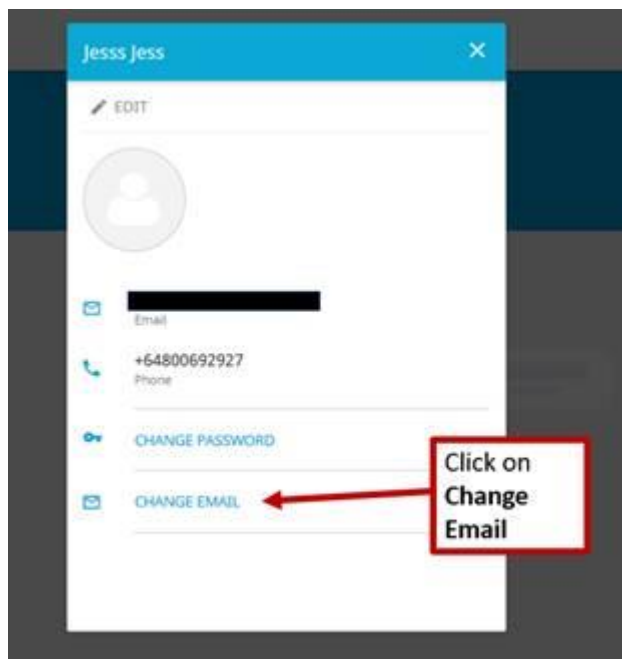 Jesss Jess
EDIT
Email
+64800692927
Phone
CHANGE PASSWORD
CHANGE EMAIL
Click on
Change
Email